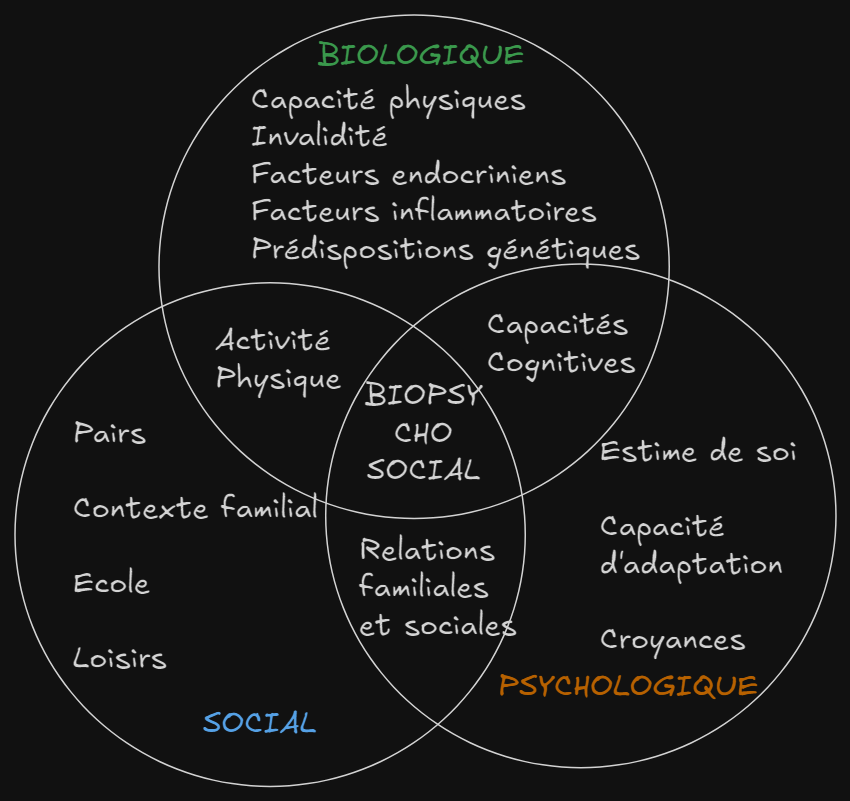 BIOLOGIQUE
Capacité physiques
Invalidité
Facteurs endocriniens
Facteurs inflammatoires
Prédispositions génétiques
Activité
Physique
Capacités
Cognitives
BIOPSY
CHO
SOCIAL
Pairs
Contexte familial
Ecole
Loisirs
SOCIAL
Relations
familiales
et sociales
Estime de soi
Capacité
d'adaptation
Croyances
PSYCHOLOGIQUE